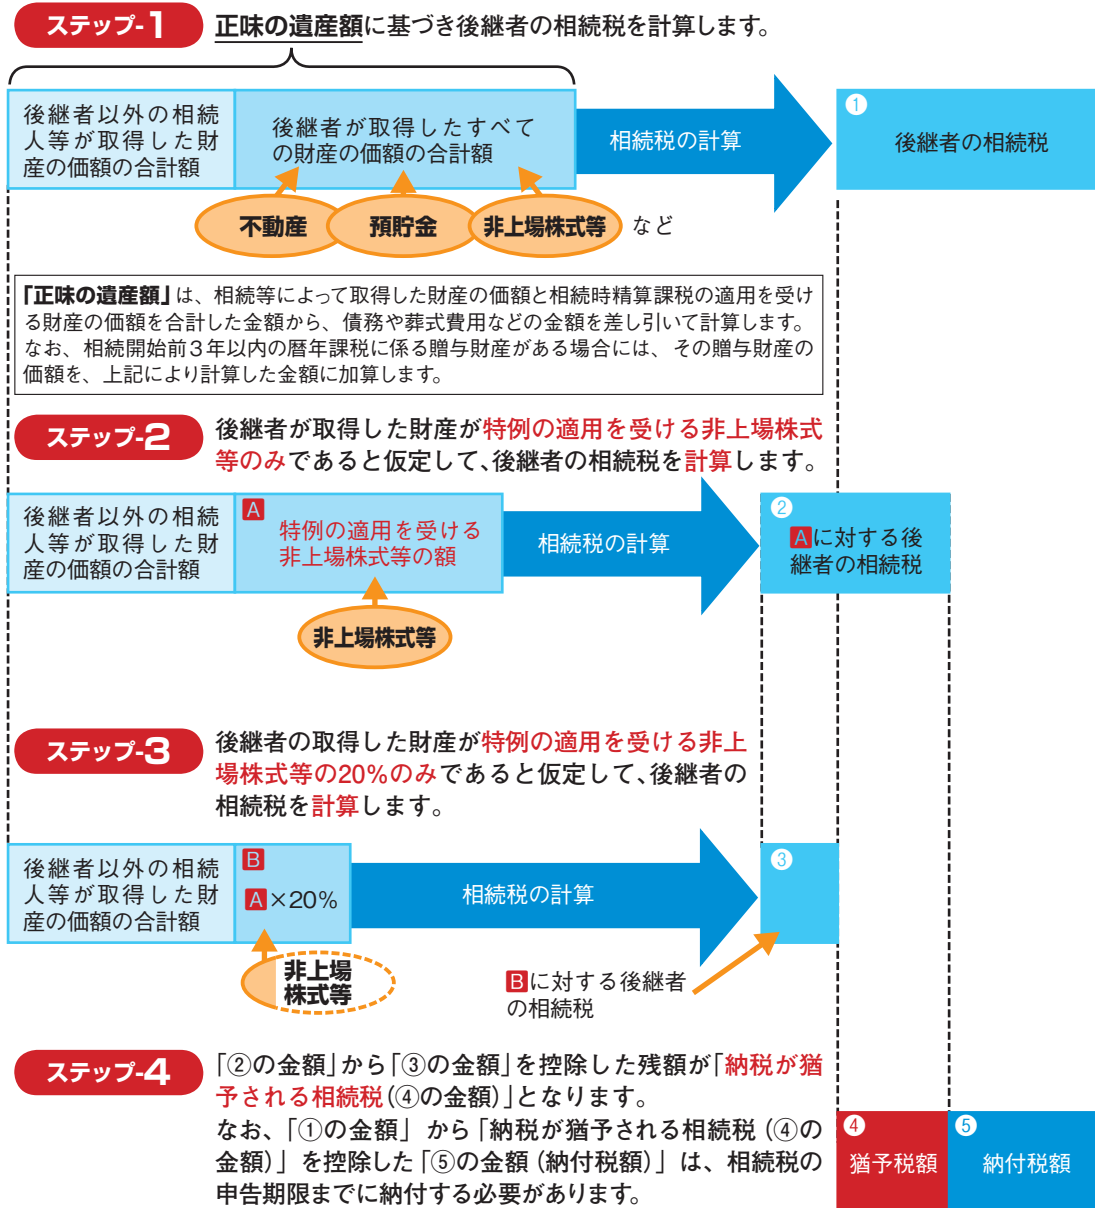 ステップ-1
正味の遺産額に基づき後継者の相続税を計算します。
後継者以外の相続
人等が取得した財
産の価額の合計額
後継者が取得したすべて
の財産の価額の合計額
相続税の計算
①
後継者の相続税
不動産
預貯金
非上場株式等
など
「正味の遺産額」は、相続等によって取得した財産の価額と相続時精算課税の適用を受け
る財産の価額を合計した金額から、債務や葬式費用などの金額を差し引いて計算します。
なお、相続開始前3年以内の暦年課税に係る贈与財産がある場合には、その贈与財産の
価額を、上記により計算した金額に加算します。
ステップ-2
後継者が取得した財産が特例の適用を受ける非上場株式
等のみであると仮定して、後継者の相続税を計算します。
後継者以外の相続
人等が取得した財
産の価額の合計額
A
特例の適用を受ける
非上場株式等の額
相続税の計算
②
Aに対する後
継者の相続税
非上場株式等
ステップ-3
後継者の取得した財産が特例の適用を受ける非上
場株式等の20%のみであると仮定して、後継者の
相続税を計算します。
後継者以外の相続
人等が取得した財
産の価額の合計額
B
A×20%
相続税の計算
③
非上場
株式等
Bに対する後継者
の相続税
ステップ-4
「②の金額」から「③の金額」を控除した残額が「納税が猶
予される相続税(④の金額)」となります。
なお、「①の金額」から「納税が猶予される相続税(④の
金額)」を控除した「⑤の金額(納付税額)」は、相続税の
申告期限までに納付する必要があります。
④
猶予税額
⑤
納付税額